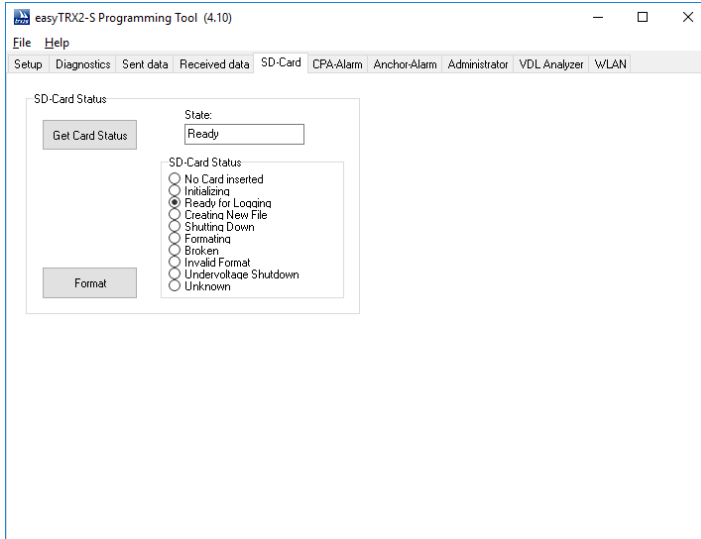 easyTRX2-S Programming Tool (4.10)
File Help
Setup Diagnostics Sent data Received data SD-Card CPA-Alarm Anchor-Alarm Administrator VDL Analyzer WLAN
SD-Card Status
Get Card Status
State:
Ready
SD-Card Status
No Card inserted
Initializing
Ready for Logging
Creating New File
Shutting Down
Formating
Broken
Invalid Format
Undervoltage Shutdown
Unknown
Format